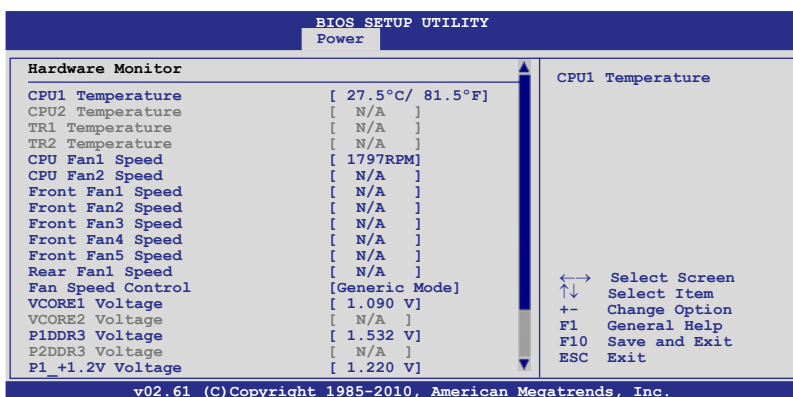 BIOS SETUP UTILITY
Power
Hardware Monitor
CPU1 Temperature [ 27.5°C/ 81.5°F]
CPU2 Temperature [ N/A ]
TR1 Temperature [ N/A ]
TR2 Temperature [ N/A ]
CPU Fan1 Speed [ 1797RPM]
CPU Fan2 Speed [ N/A ]
Front Fan1 Speed [ N/A ]
Front Fan2 Speed [ N/A ]
Front Fan3 Speed [ N/A ]
Front Fan4 Speed [ N/A ]
Front Fan5 Speed [ N/A ]
Rear Fan1 Speed [ N/A ]
Fan Speed Control [Generic Mode]
VCORE1 Voltage [ 1.090 V]
VCORE2 Voltage [ N/A ]
P1DDR3 Voltage [ 1.532 V]
P2DDR3 Voltage [ N/A ]
P1_+1.2V Voltage [ 1.220 V]
CPU1 Temperature
←→ Select Screen
↑↓ Select Item
+- Change Option
F1 General Help
F10 Save and Exit
ESC Exit
v02.61 (C)Copyright 1985-2010, American Megatrends, Inc.